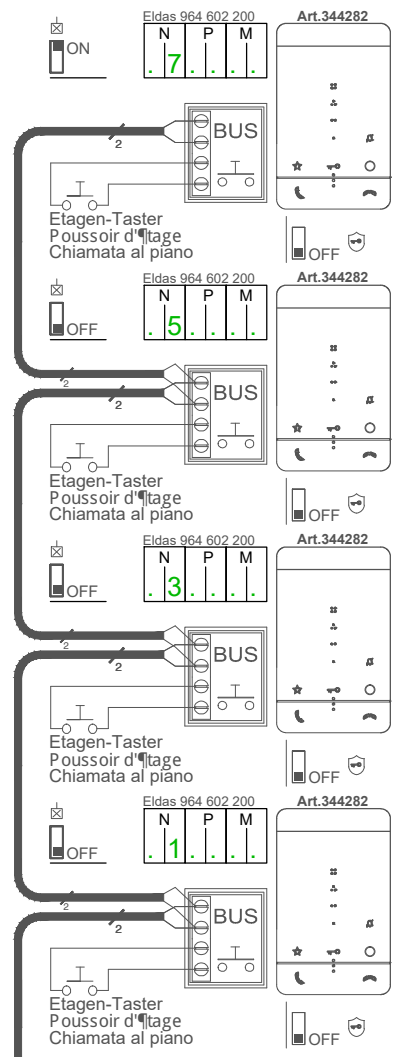 Eldas 964 602 200 Art.344282
ON
N P M
. 7 . . . .
BUS
2
Etagen-Taster
Poussoir d'¶tage
Chiamata al piano
OFF
Eldas 964 602 200 Art.344282
N P M
OFF
. 5 . . . .
BUS
2
2
Etagen-Taster
Poussoir d'¶tage
Chiamata al piano
OFF
Eldas 964 602 200 Art.344282
N P M
OFF
. 3 . . . .
BUS
2
2
Etagen-Taster
Poussoir d'¶tage
Chiamata al piano
OFF
Eldas 964 602 200 Art.344282
N P M
OFF
. 1 . . . .
BUS
2
2
Etagen-Taster
Poussoir d'¶tage
Chiamata al piano
OFF